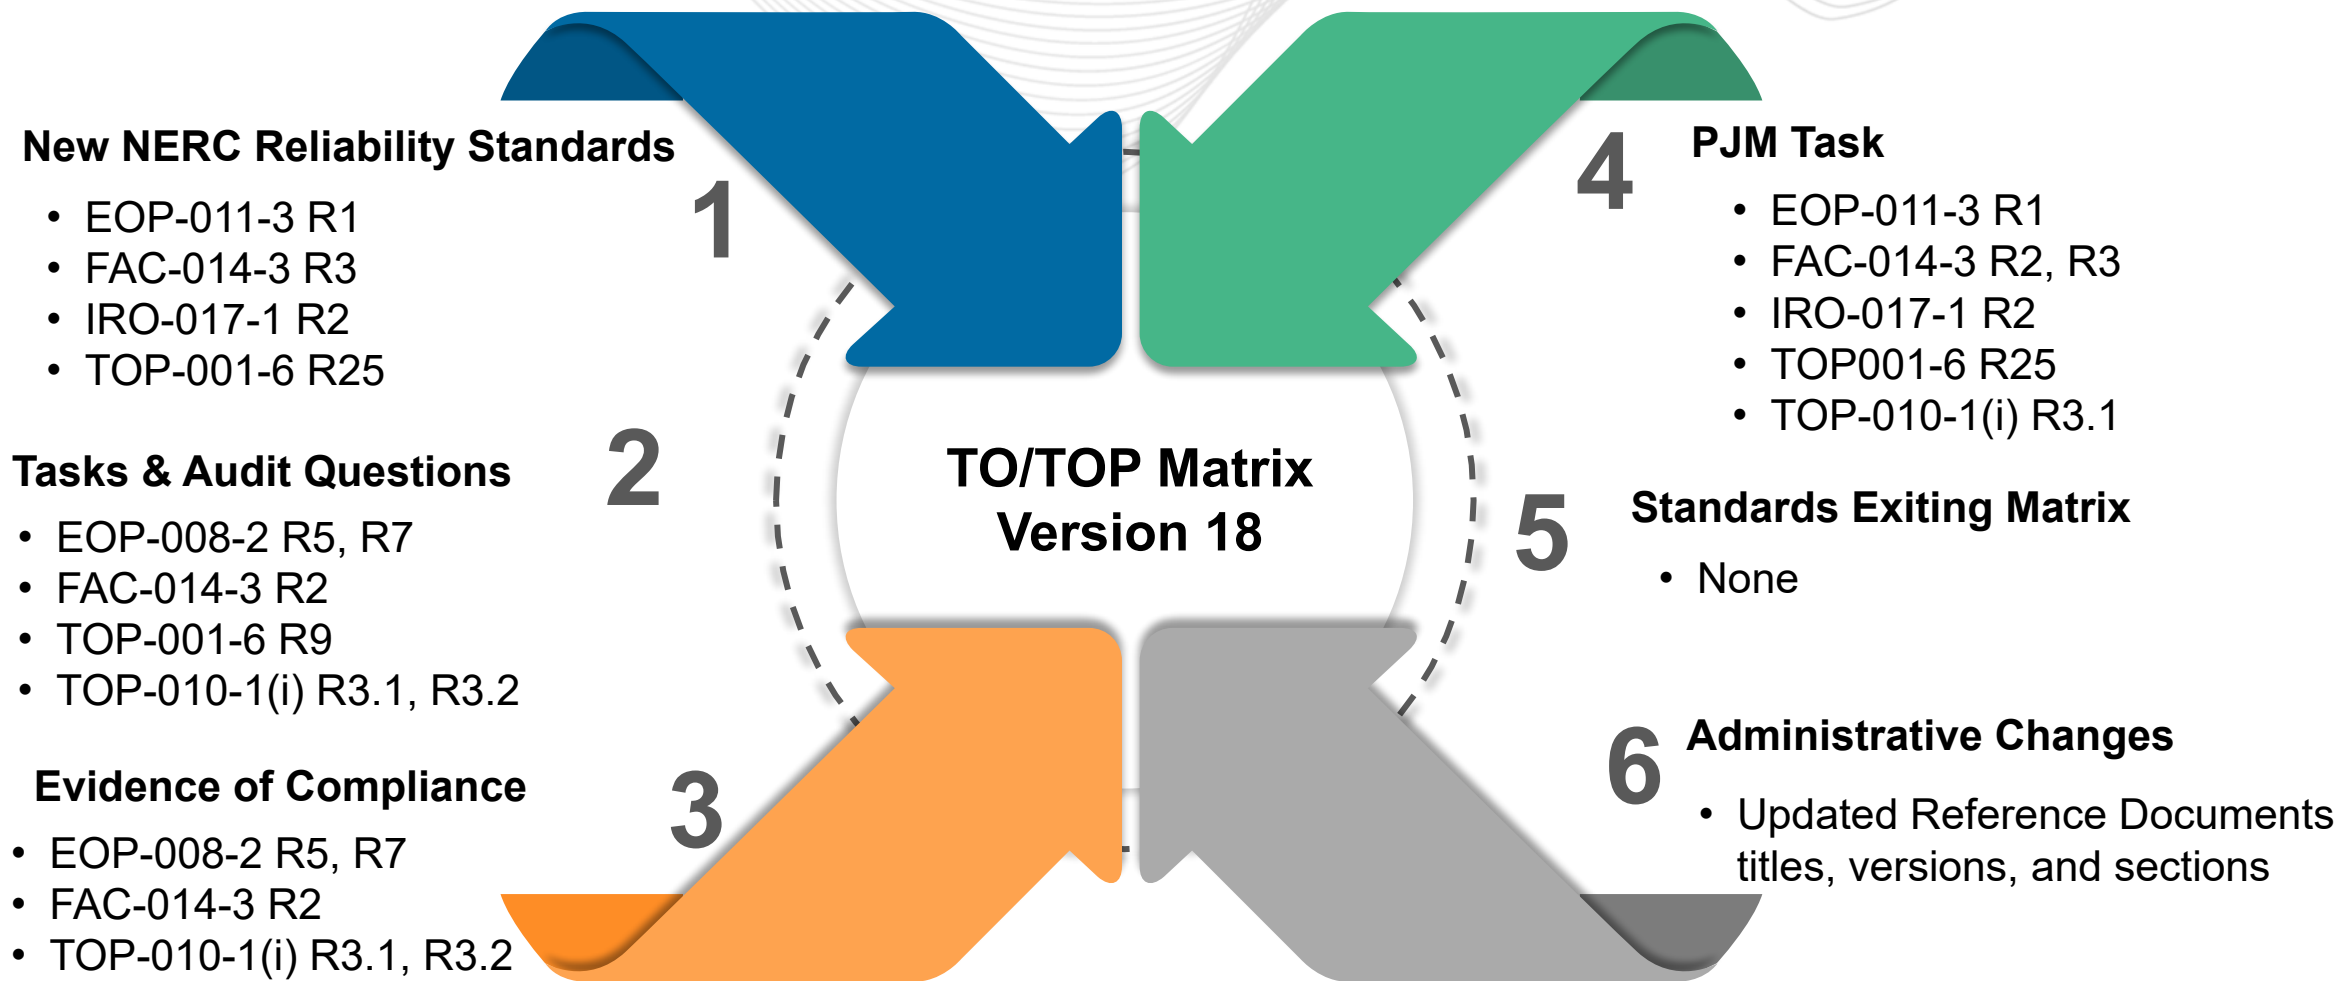 New NERC Reliability Standards
1
• EOP-011-3 R1
• FAC-014-3 R3
• IRO-017-1 R2
• TOP-001-6 R25
2
Tasks & Audit Questions
• EOP-008-2 R5, R7
• FAC-014-3 R2
• TOP-001-6 R9
• TOP-010-1(i) R3.1, R3.2
3
Evidence of Compliance
• EOP-008-2 R5, R7
• FAC-014-3 R2
• TOP-010-1(i) R3.1, R3.2
TO/TOP Matrix
Version 18
4
PJM Task
• EOP-011-3 R1
• FAC-014-3 R2, R3
• IRO-017-1 R2
• TOP001-6 R25
• TOP-010-1(i) R3.1
5
Standards Exiting Matrix
• None
6
Administrative Changes
• Updated Reference Documents
titles, versions, and sections